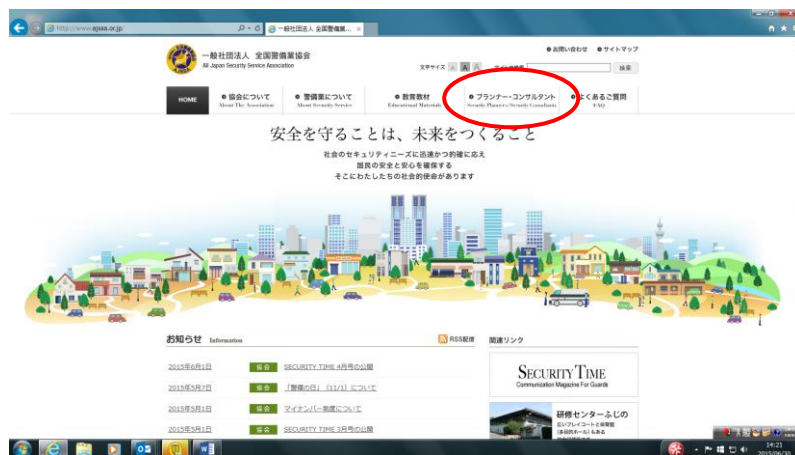 http://www.ajssa.or.jp/
一般社団法人 全国警備業...
一般社団法人 全国警備業協会
All Japan Security Service Association
お問い合わせ サイトマップ
文字サイズ A A A
検索
HOME
協会について
About The Association
警備業について
About Security Service
教育教材
Educational Materials
プランナー・コンサルタント
Security Planners/Security Consultants
よくあるご質問
FAQ
安全を守ることは、未来をつくること
社会のセキュリティニーズに迅速かつ的確に応え
国民の安全と安心を確保する
そこにわたしたちの社会的使命があります
お知らせ Information
RSS配信
関連リンク
2015年6月1日 協会 SECURITY TIME 4月号の公開
2015年5月7日 協会 「警備の日」（11/1）について
2015年5月1日 協会 マイナンバー制度について
2015年5月1日 協会 SECURITY TIME 3月号の公開
SECURITY TIME
Communication Magazine For Guards
研修センターふじの
14:21
2015/06/30